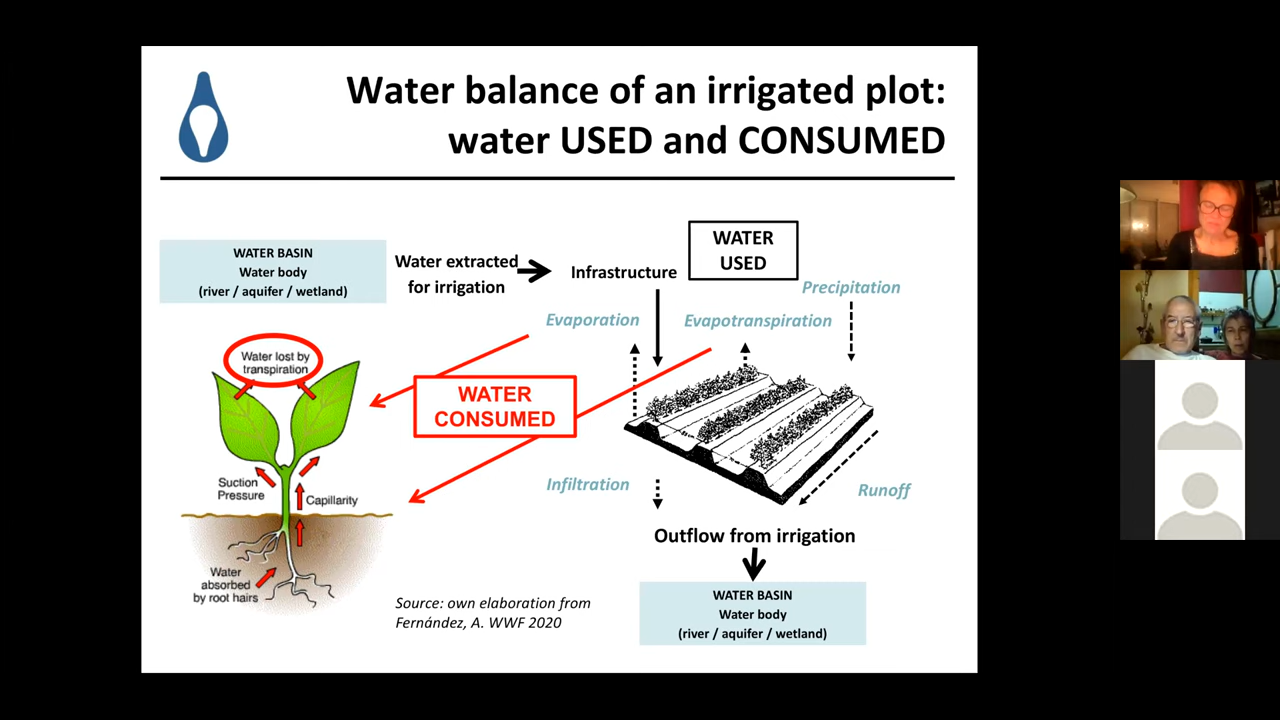 Water balance of an irrigated plot:
water USED and CONSUMED
WATER BASIN
Water body
(river / aquifer / wetland)
Water extracted
for irrigation
Infrastructure
WATER
USED
Precipitation
Evaporation
Evapotranspiration
Water lost by
transpiration
WATER
CONSUMED
Suction
Pressure
Capillarity
Water
absorbed
by root hairs
Infiltration
Runoff
Outflow from irrigation
WATER BASIN
Water body
(river / aquifer / wetland)
Source: own elaboration from
Fernández, A. WWF 2020